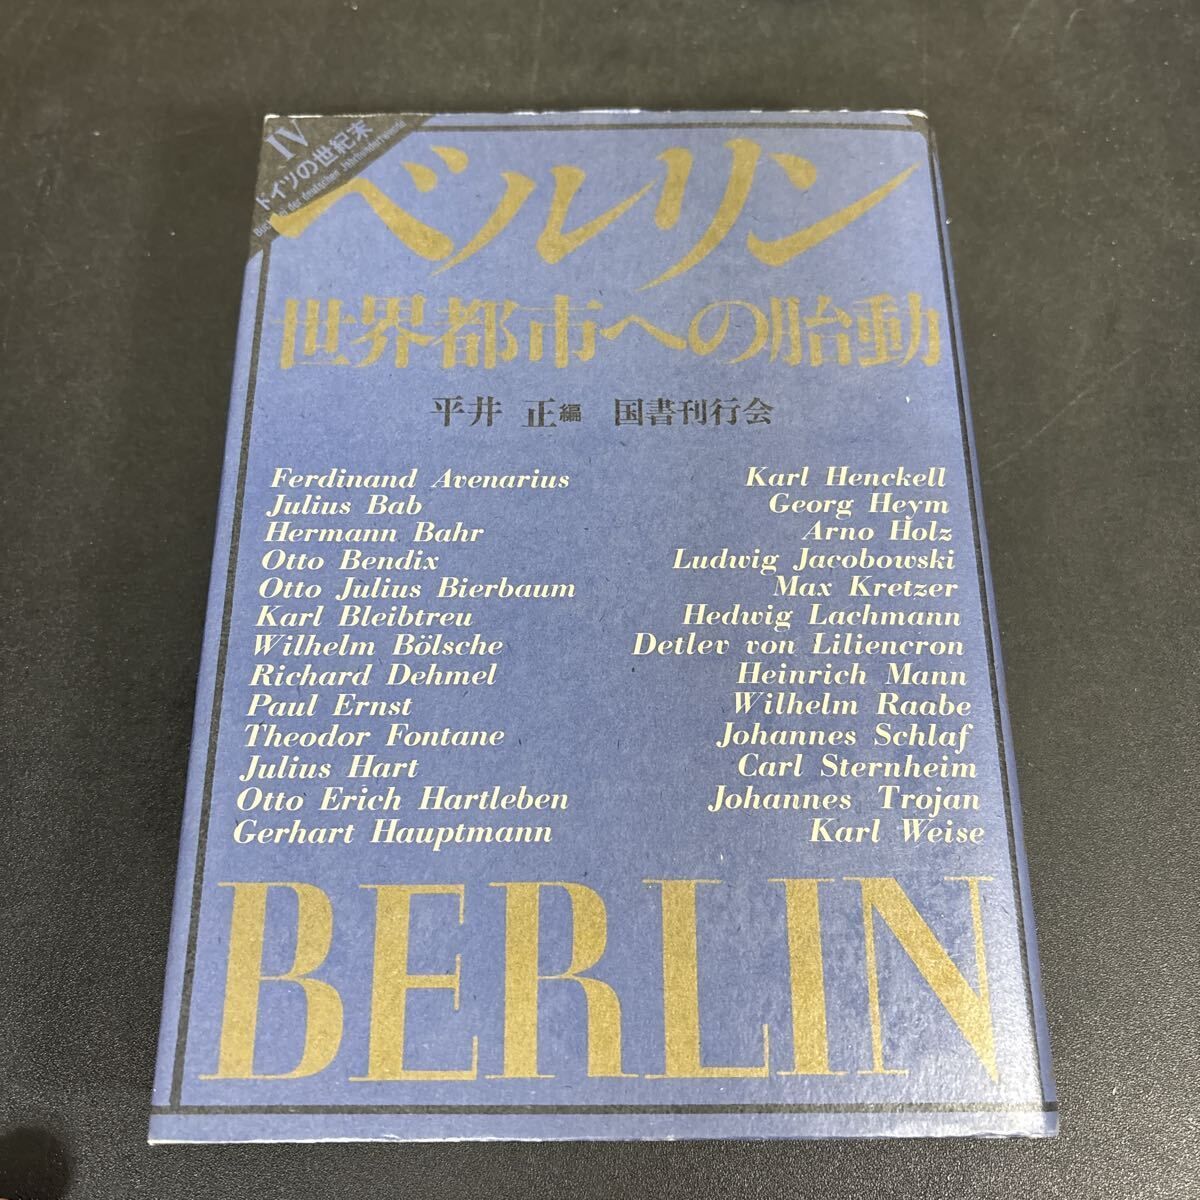 IV
ドイツの世紀末
der deutschen Jahrhundertwende
ベルリン
世界都市への胎動
平井 正編 国書刊行会
Ferdinand Avenarius
Julius Bab
Hermann Bahr
Otto Bendix
Otto Julius Bierbaum
Karl Bleibtreu
Wilhelm Bölsche
Richard Dehmel
Paul Ernst
Theodor Fontane
Julius Hart
Otto Erich Hartleben
Gerhart Hauptmann
Karl Henckell
Georg Heym
Arno Holz
Ludwig Jacobowski
Max Kretzer
Hedwig Lachmann
Detlev von Liliencron
Heinrich Mann
Wilhelm Raabe
Johannes Schlaf
Carl Sternheim
Johannes Trojan
Karl Weise
BERLIN